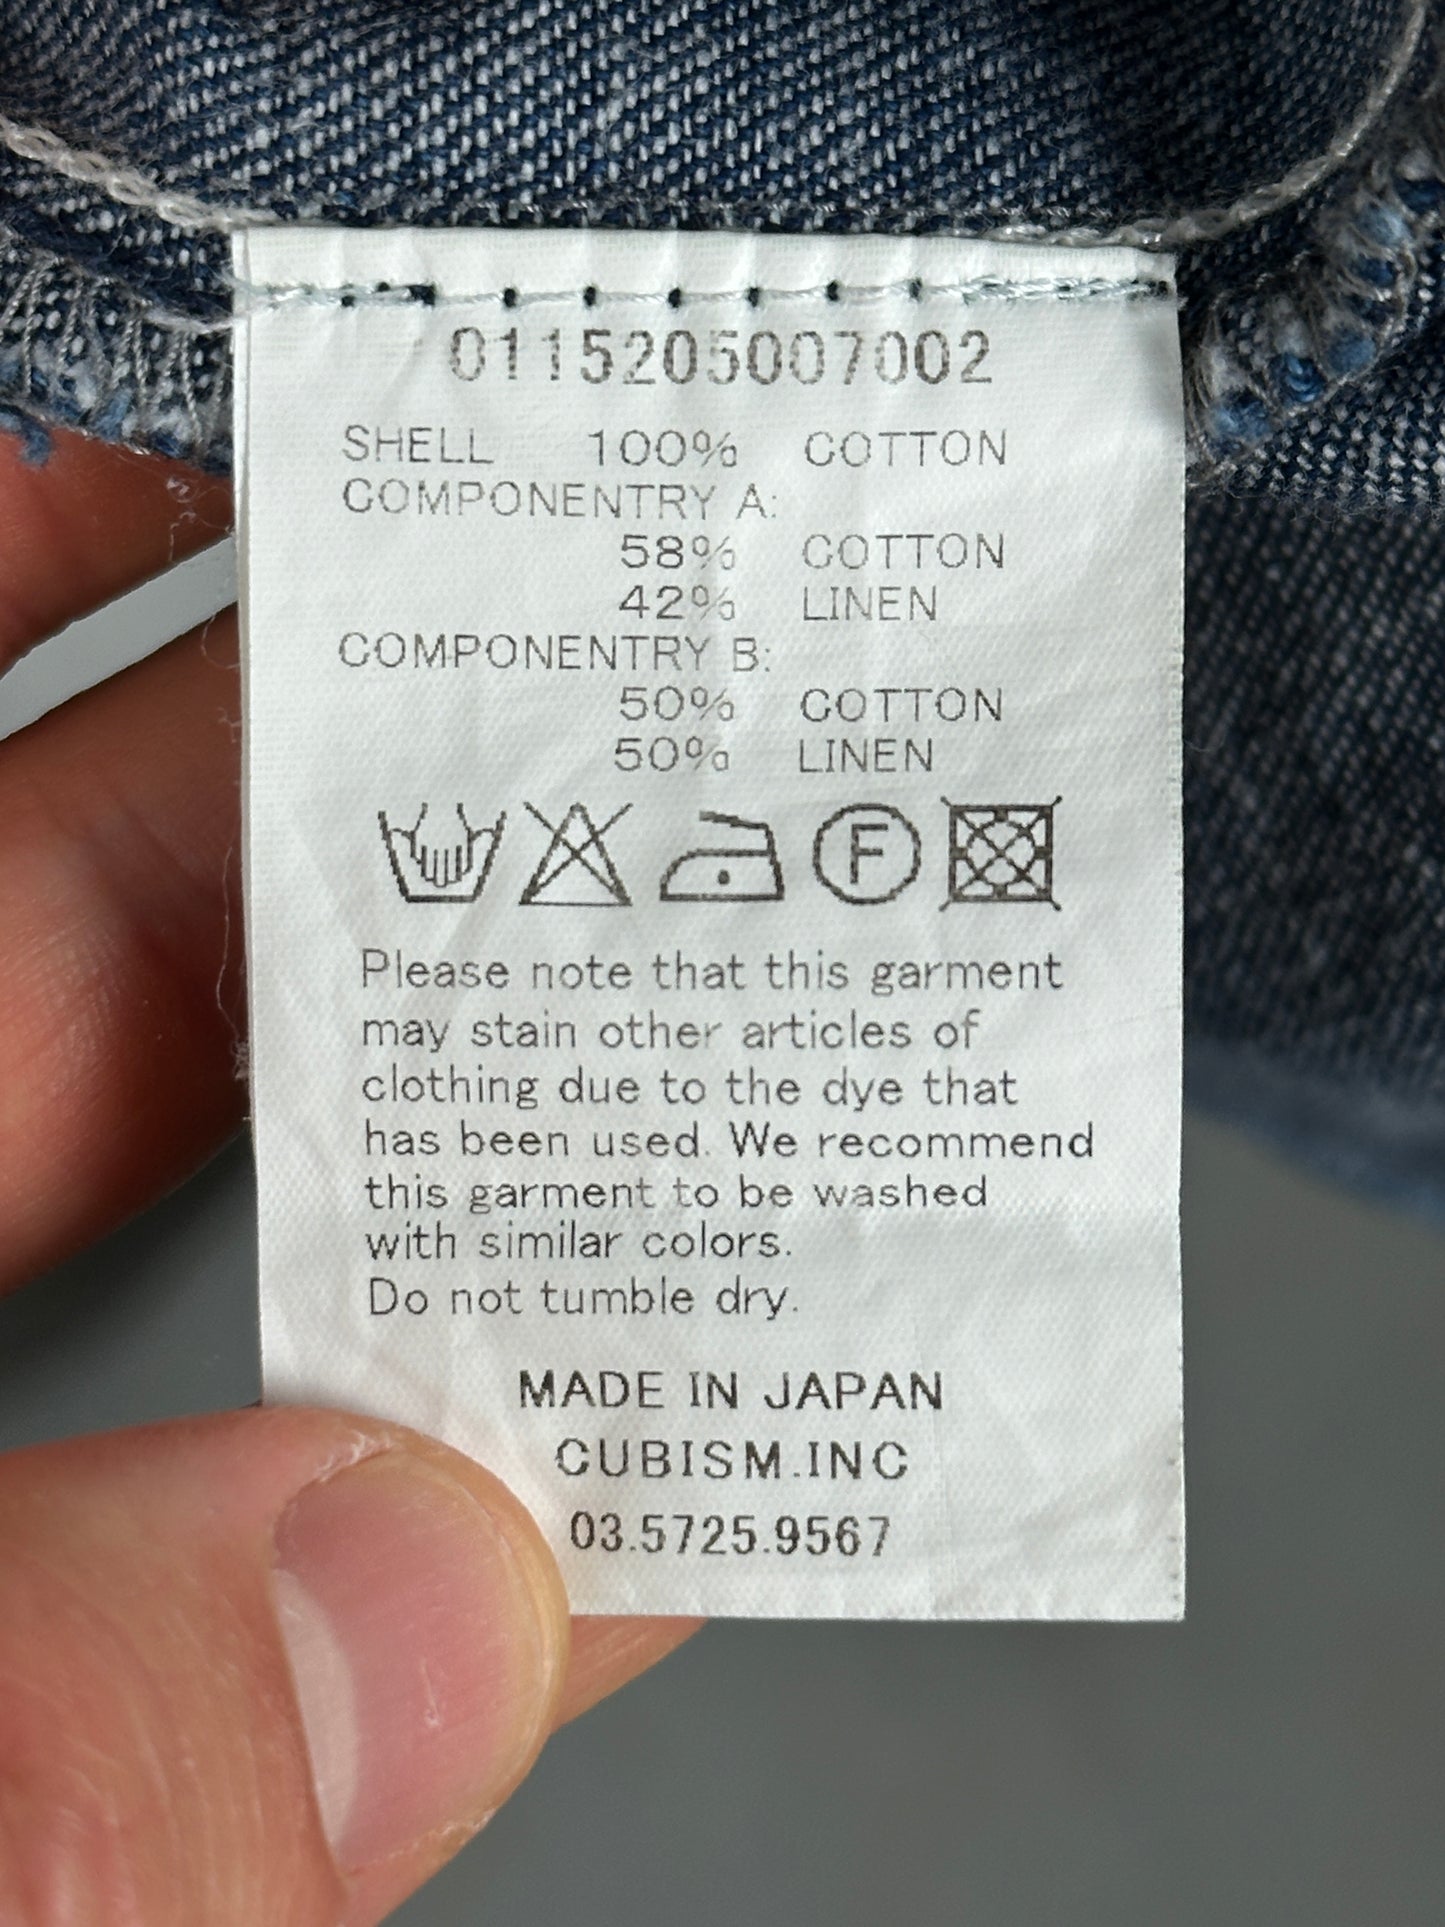 0115205007002
SHELL 100% COTTON
COMPONENTRY A:
58% COTTON
42% LINEN
COMPONENTRY B:
50% COTTON
50% LINEN
F
Please note that this garment
may stain other articles of
clothing due to the dye that
has been used. We recommend
this garment to be washed
with similar colors.
Do not tumble dry.
MADE IN JAPAN
CUBISM.INC
03.5725.9567